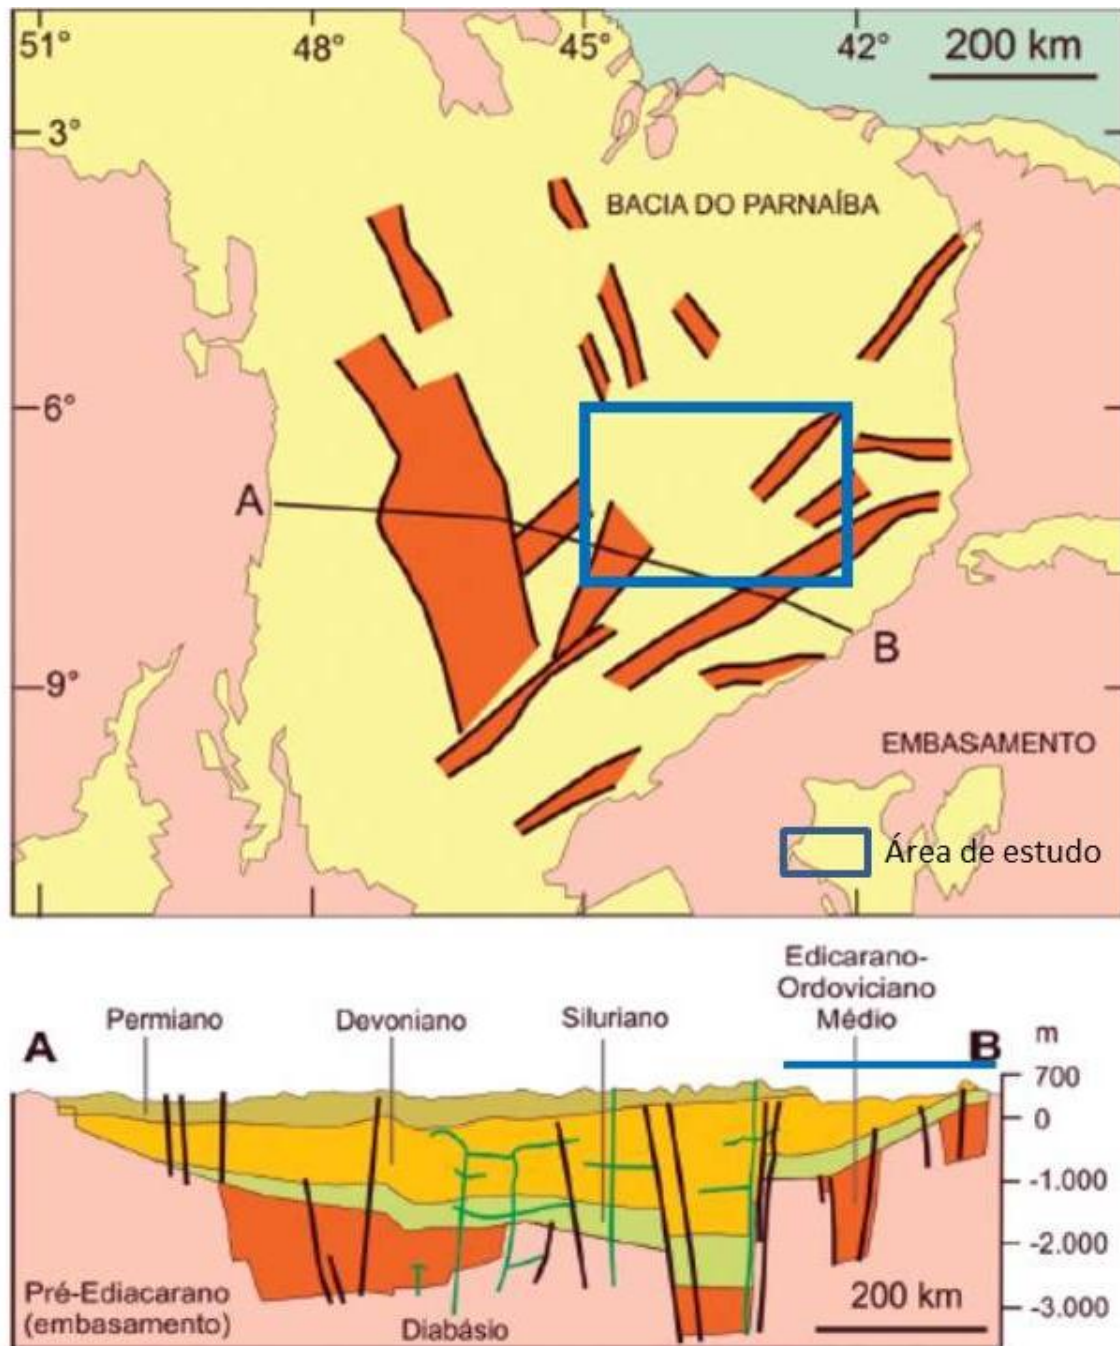 51°
48°
45°
42°
200 km
3°
BACIA DO PARNAÍBA
6°
A
B
9°
EMBASAMENTO
Área de estudo
Edicarano-
Ordoviciano
Médio
Permiano
Devoniano
Siluriano
A
B
m
700
0
-1.000
-2.000
-3.000
Pré-Ediacarano
(embasamento)
Diabásio
200 km